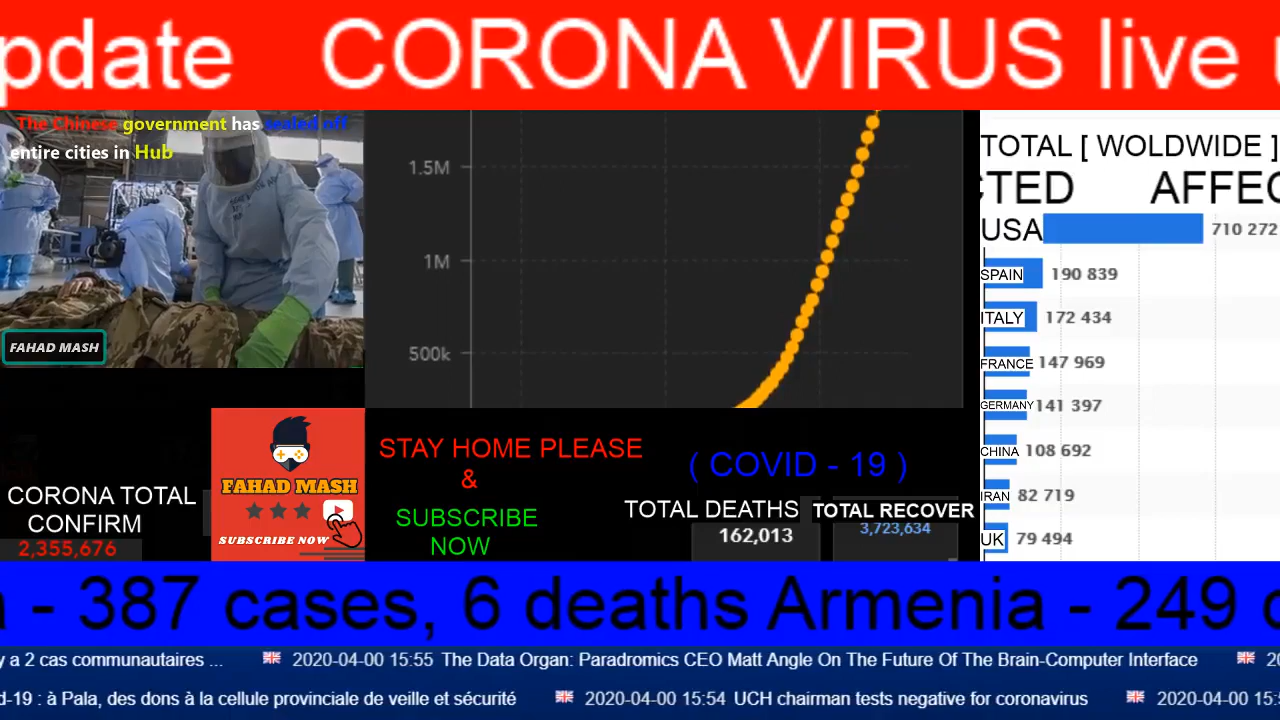 pdate CORONA VIRUS live
The Chinese government has sealed off
entire cities in Hub
FAHAD MASH
1.5M
1M
500k
TOTAL [ WOLDWIDE ]
CTED AFFEC
USA 710 272
SPAIN 190 839
ITALY 172 434
FRANCE 147 969
GERMANY 141 397
CHINA 108 692
IRAN 82 719
UK 79 494
CORONA TOTAL
CONFIRM
2,355,676
FAHAD MASH
SUBSCRIBE NOW
STAY HOME PLEASE
&
SUBSCRIBE
NOW
( COVID - 19 )
TOTAL DEATHS
162,013
TOTAL RECOVER
3,723,634
- 387 cases, 6 deaths Armenia - 249
y a 2 cas communautaires ... 2020-04-00 15:55 The Data Organ: Paradromics CEO Matt Angle On The Future Of The Brain-Computer Interface 20
d-19 : à Pala, des dons à la cellule provinciale de veille et sécurité 2020-04-00 15:54 UCH chairman tests negative for coronavirus 2020-04-00 15:5